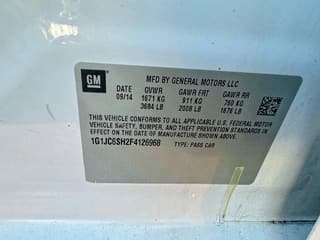 GM
MFD BY GENERAL MOTORS LLC
DATE GVWR GAWR FRT GAWR RR
09/14 1671 KG 911 KG 760 KG
3684 LB 2008 LB 1676 LB
THIS VEHICLE CONFORMS TO ALL APPLICABLE U.S. FEDERAL MOTOR VEHICLE
SAFETY, BUMPER, AND THEFT PREVENTION STANDARDS IN
EFFECT ON THE DATE OF MANUFACTURE SHOWN ABOVE.
1G1JC6SH2F4126968 TYPE: PASS CAR